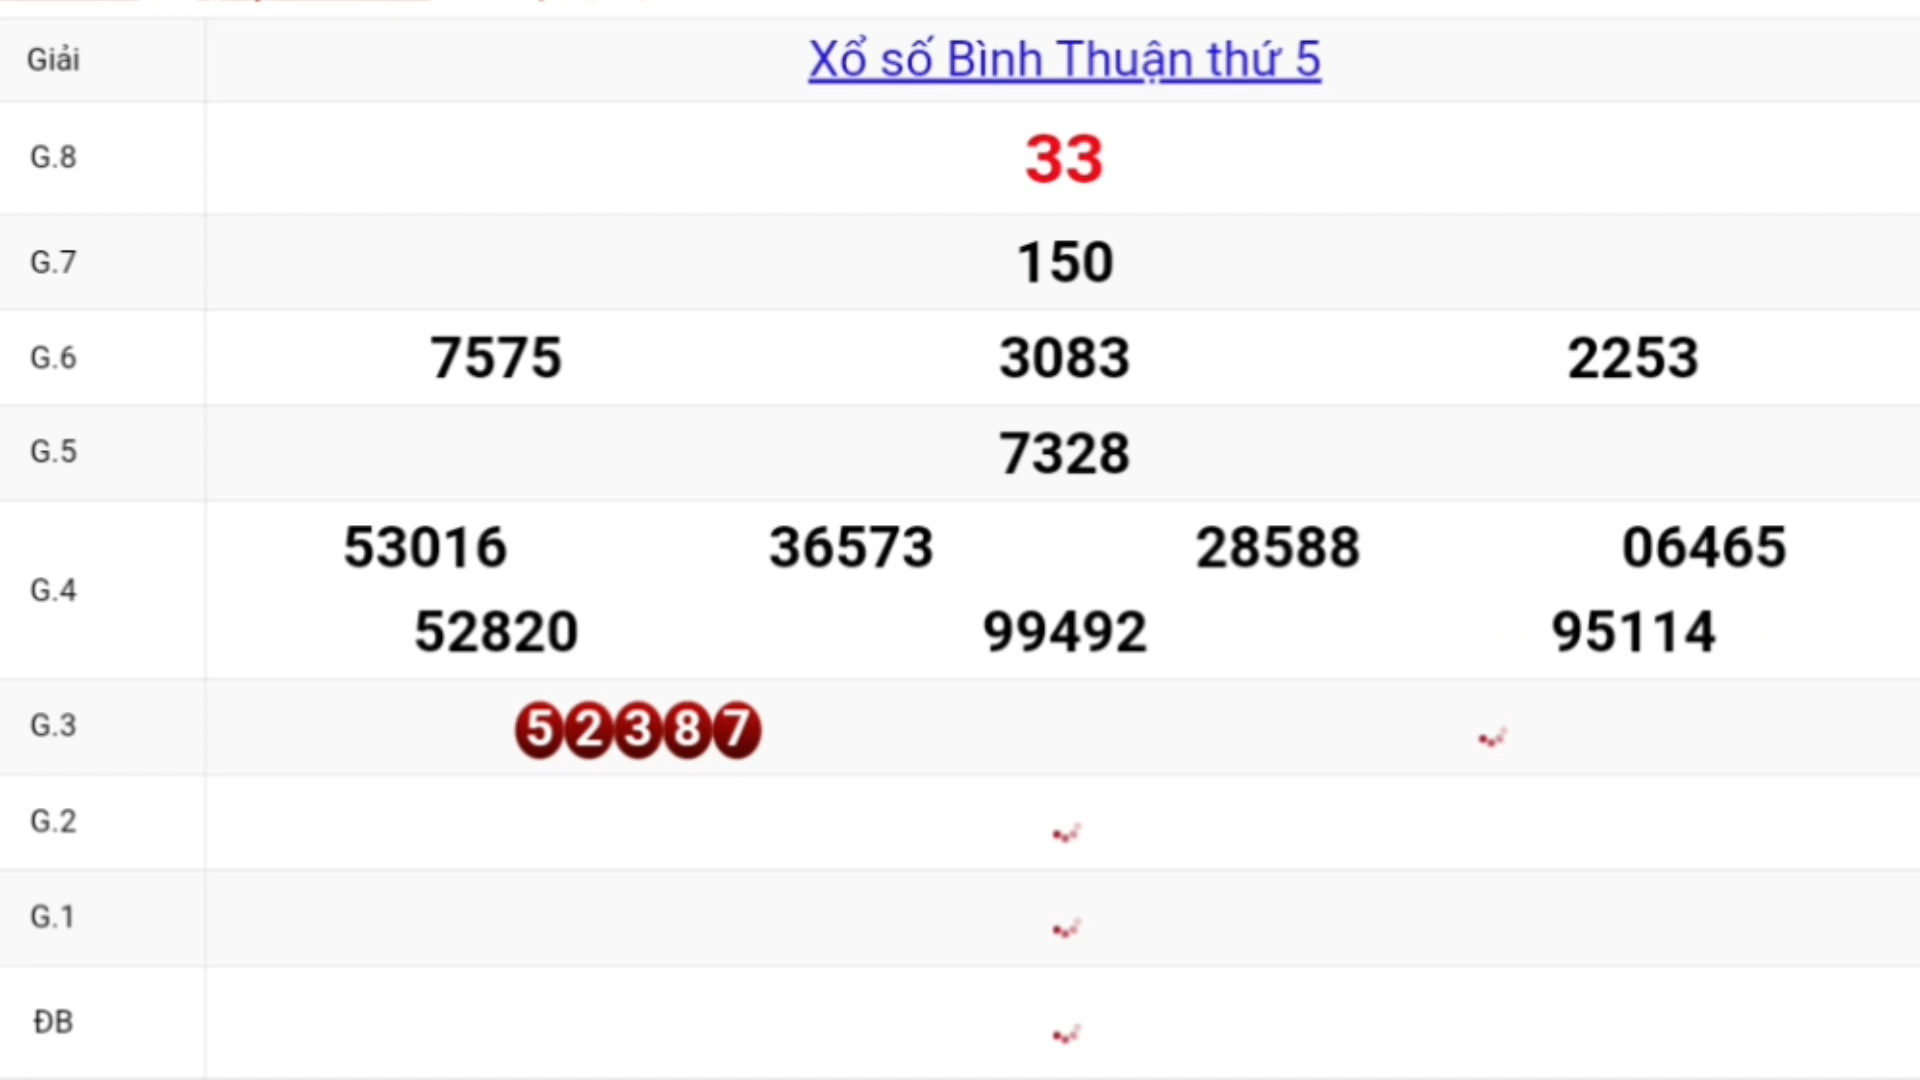 Giải Xổ số Bình Thuận thứ 5
G.8 33
G.7 150
G.6 7575 3083 2253
G.5 7328
G.4 53016 36573 28588 06465
52820 99492 95114
G.3 52387
G.2
G.1
ĐB